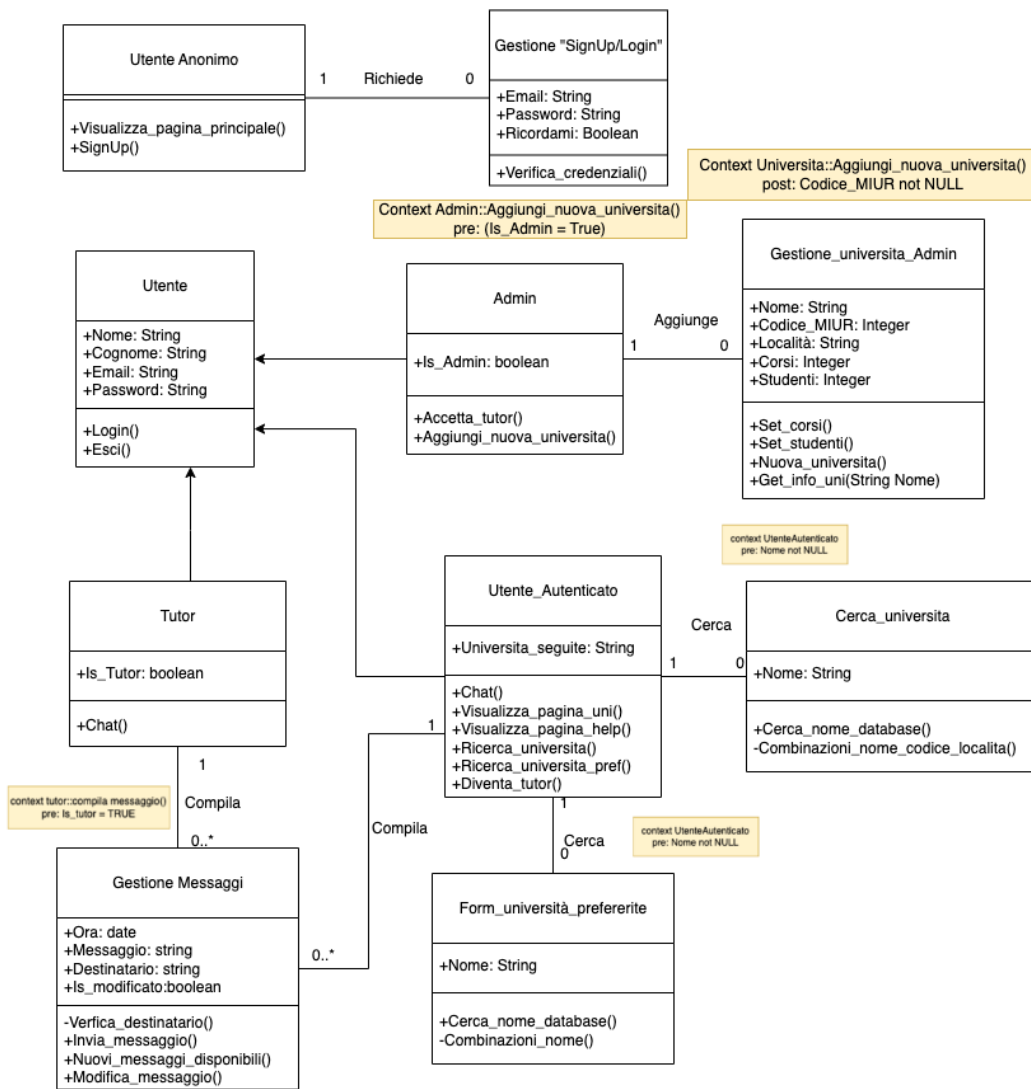 Utente Anonimo
+Visualizza_pagina_principale()
+SignUp()
1 Richiede 0
Gestione "SignUp/Login"
+Email: String
+Password: String
+Ricordami: Boolean
+Verifica_credenziali()
Context Universita::Aggiungi_nuova_universita()
post: Codice_MIUR not NULL
Context Admin::Aggiungi_nuova_universita()
pre: (Is_Admin = True)
Utente
+Nome: String
+Cognome: String
+Email: String
+Password: String
+Login()
+Esci()
Admin
+Is_Admin: boolean
+Accetta_tutor()
+Aggiungi_nuova_universita()
Aggiunge
1 0
Gestione_universita_Admin
+Nome: String
+Codice_MIUR: Integer
+Località: String
+Corsi: Integer
+Studenti: Integer
+Set_corsi()
+Set_studenti()
+Nuova_universita()
+Get_info_uni(String Nome)
context UtenteAutenticato
pre: Nome not NULL
Tutor
+Is_Tutor: boolean
+Chat()
Utente_Autenticato
+Universita_seguite: String
+Chat()
+Visualizza_pagina_uni()
+Visualizza_pagina_help()
+Ricerca_universita()
+Ricerca_universita_pref()
+Diventa_tutor()
Cerca
1 0
Cerca_universita
+Nome: String
+Cerca_nome_database()
-Combinazioni_nome_codice_localita()
1
context tutor::compila messaggio()
pre: Is_tutor = TRUE
Compila
0..*
1
Compila
0..*
1
Cerca
0
context UtenteAutenticato
pre: Nome not NULL
Gestione Messaggi
+Ora: date
+Messaggio: string
+Destinatario: string
+Is_modificato:boolean
-Verfica_destinatario()
+Invia_messaggio()
+Nuovi_messaggi_disponibili()
+Modifica_messaggio()
Form_università_prefererite
+Nome: String
+Cerca_nome_database()
-Combinazioni_nome()